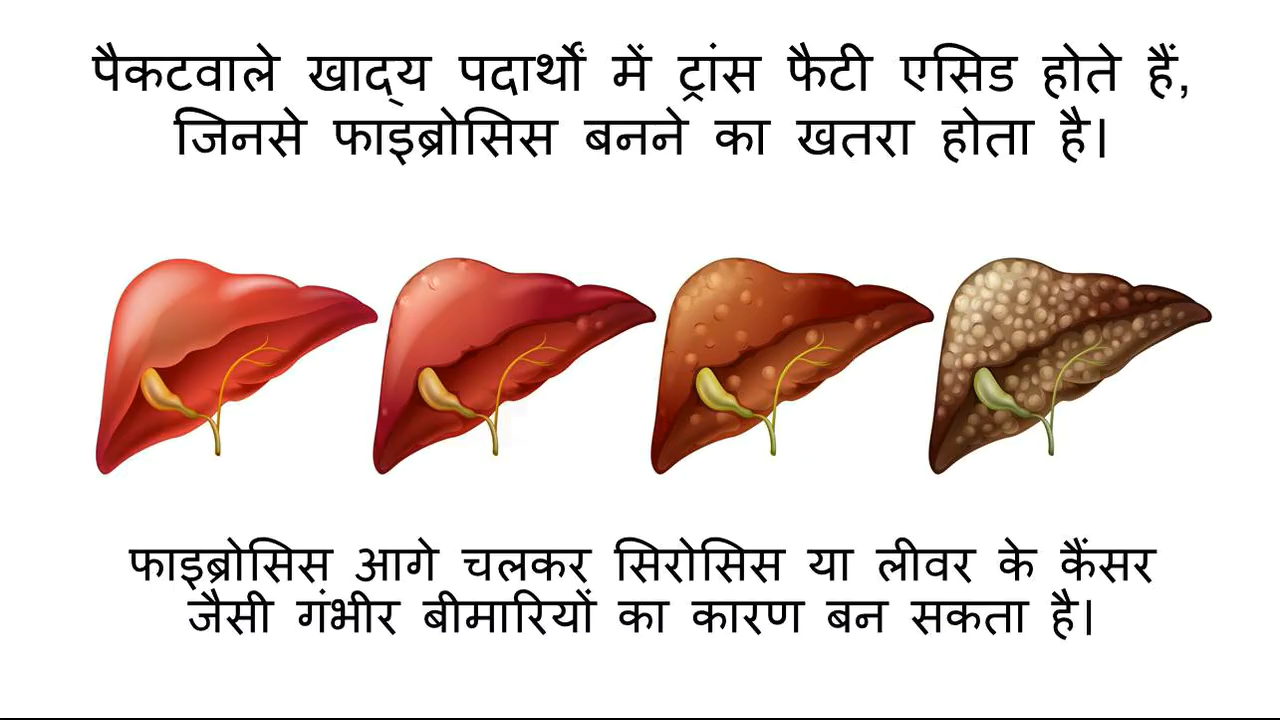 पैकटवाले खाद्य पदार्थों में ट्रांस फैटी एसिड होते हैं,
जिनसे फाइब्रोसिस बनने का खतरा होता है।
फाइब्रोसिस आगे चलकर सिरोसिस या लीवर के कैंसर
जैसी गंभीर बीमारियों का कारण बन सकता है।